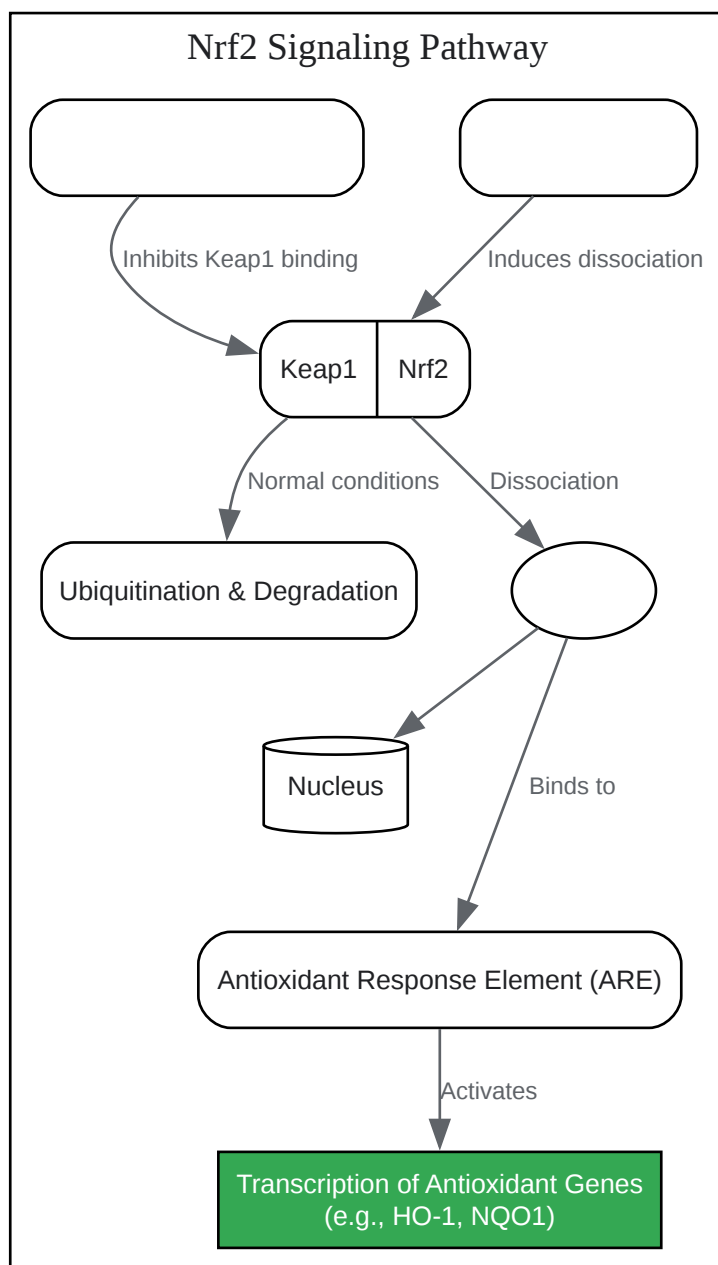 Nrf2 Signaling Pathway
Inhibits Keap1 binding
Induces dissociation
Keap1
Nrf2
Normal conditions
Dissociation
Ubiquitination & Degradation
Nucleus
Binds to
Antioxidant Response Element (ARE)
Activates
Transcription of Antioxidant Genes
(e.g., HO-1, NQO1)